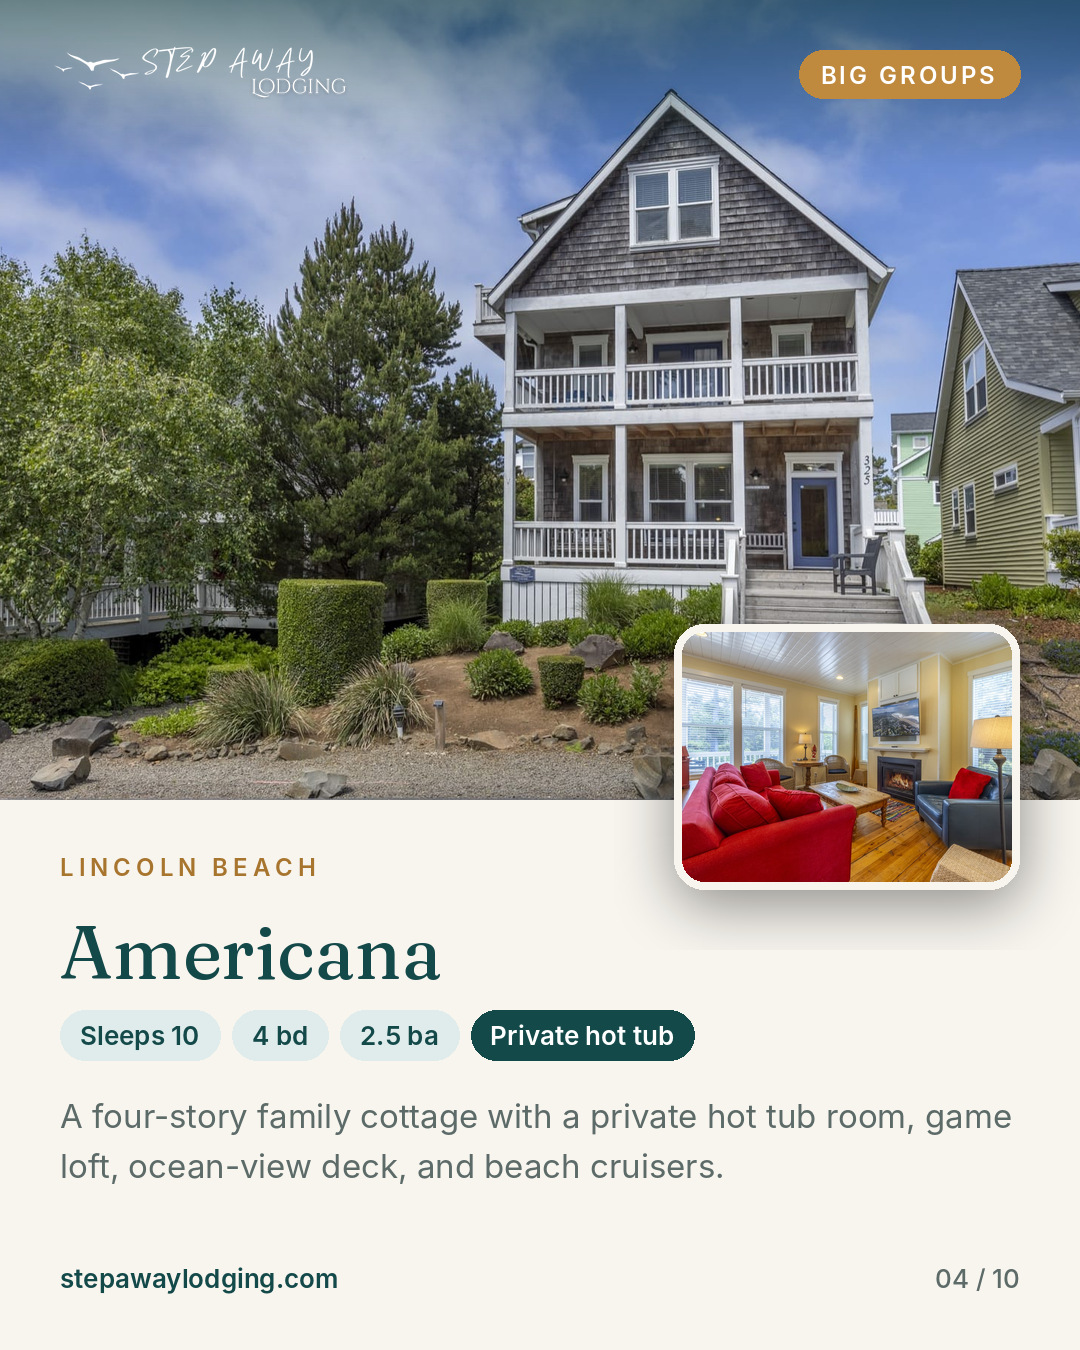 STEP AWAY
LODGING
BIG GROUPS
325
LINCOLN BEACH
Americana
Sleeps 10
4 bd
2.5 ba
Private hot tub
A four-story family cottage with a private hot tub room, game
loft, ocean-view deck, and beach cruisers.
stepawaylodging.com
04 / 10